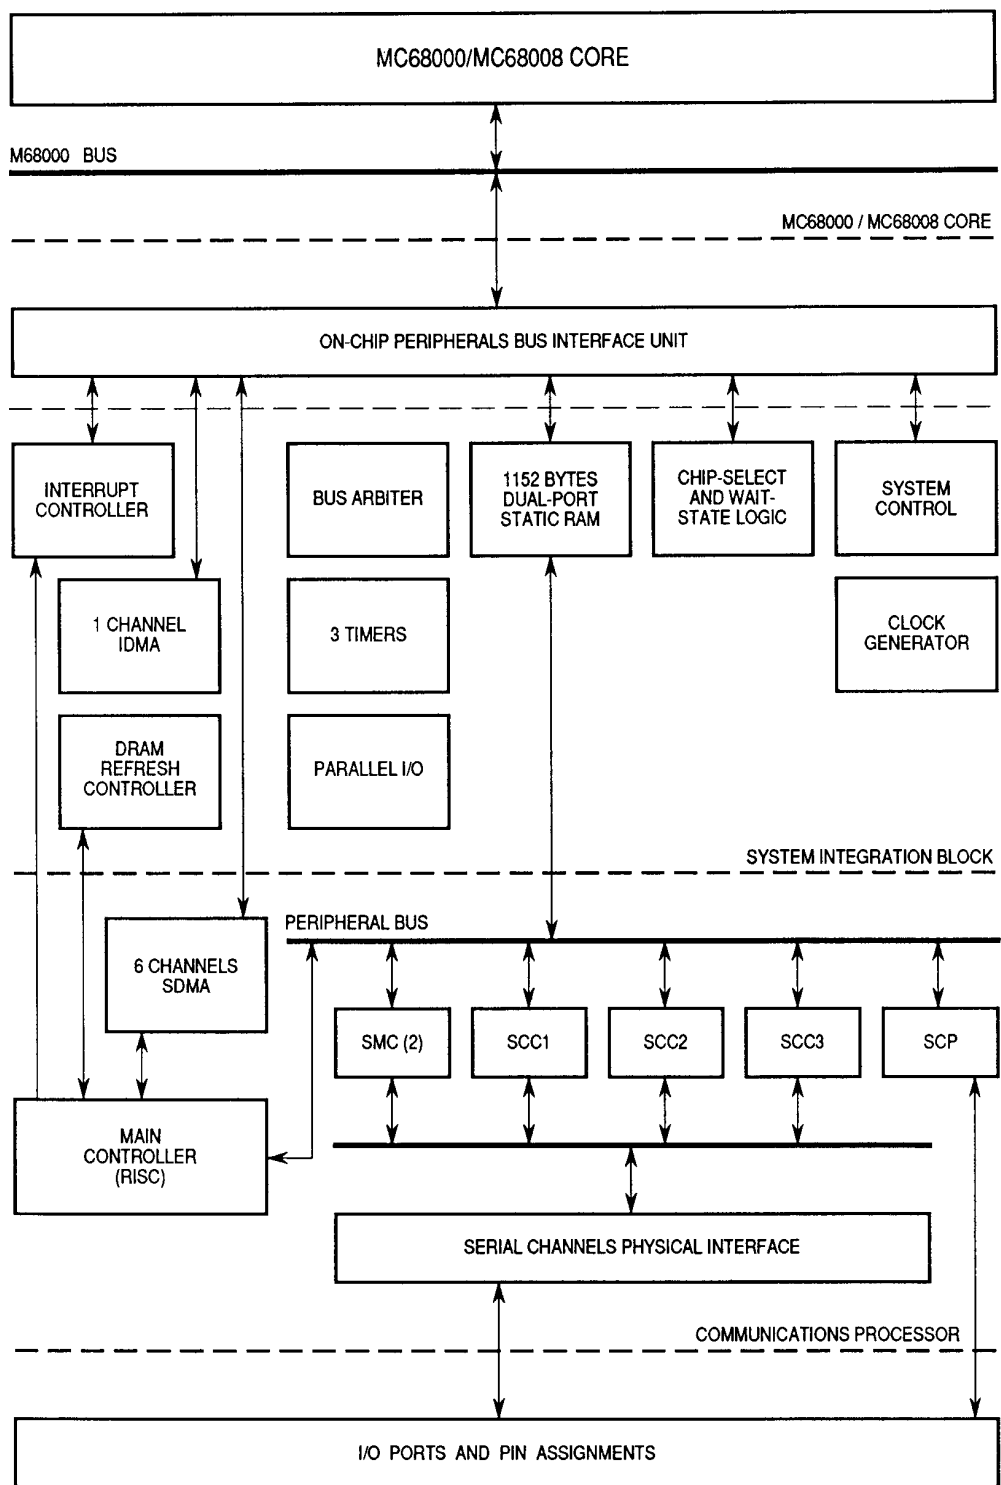 MC68000/MC68008 CORE
M68000 BUS
MC68000 / MC68008 CORE
ON-CHIP PERIPHERALS BUS INTERFACE UNIT
INTERRUPT
CONTROLLER
BUS ARBITER
1152 BYTES
DUAL-PORT
STATIC RAM
CHIP-SELECT
AND WAIT-
STATE LOGIC
SYSTEM
CONTROL
1 CHANNEL
IDMA
3 TIMERS
CLOCK
GENERATOR
DRAM
REFRESH
CONTROLLER
PARALLEL I/O
SYSTEM INTEGRATION BLOCK
PERIPHERAL BUS
6 CHANNELS
SDMA
SMC (2)
SCC1
SCC2
SCC3
SCP
MAIN
CONTROLLER
(RISC)
SERIAL CHANNELS PHYSICAL INTERFACE
COMMUNICATIONS PROCESSOR
I/O PORTS AND PIN ASSIGNMENTS